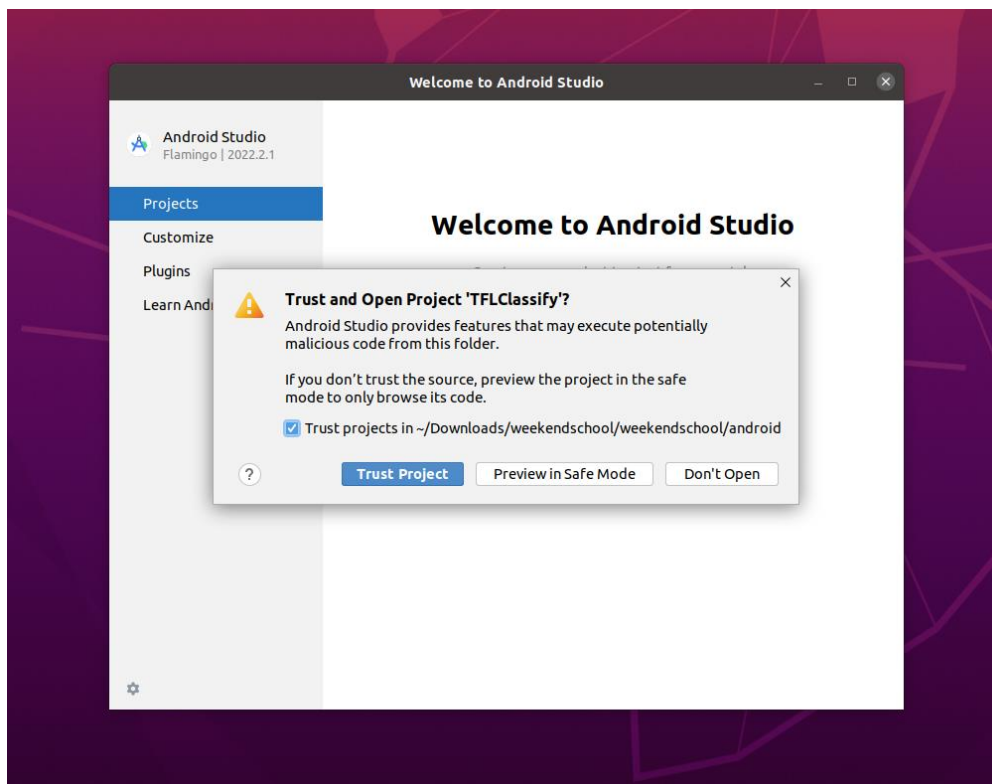 Welcome to Android Studio
Android Studio
Flamingo | 2022.2.1
Projects
Customize
Plugins
Learn Andr
Welcome to Android Studio
Trust and Open Project 'TFLClassify'?
Android Studio provides features that may execute potentially
malicious code from this folder.
If you don't trust the source, preview the project in the safe
mode to only browse its code.
Trust projects in ~/Downloads/weekendschool/weekendschool/android
?
Trust Project
Preview in Safe Mode
Don't Open